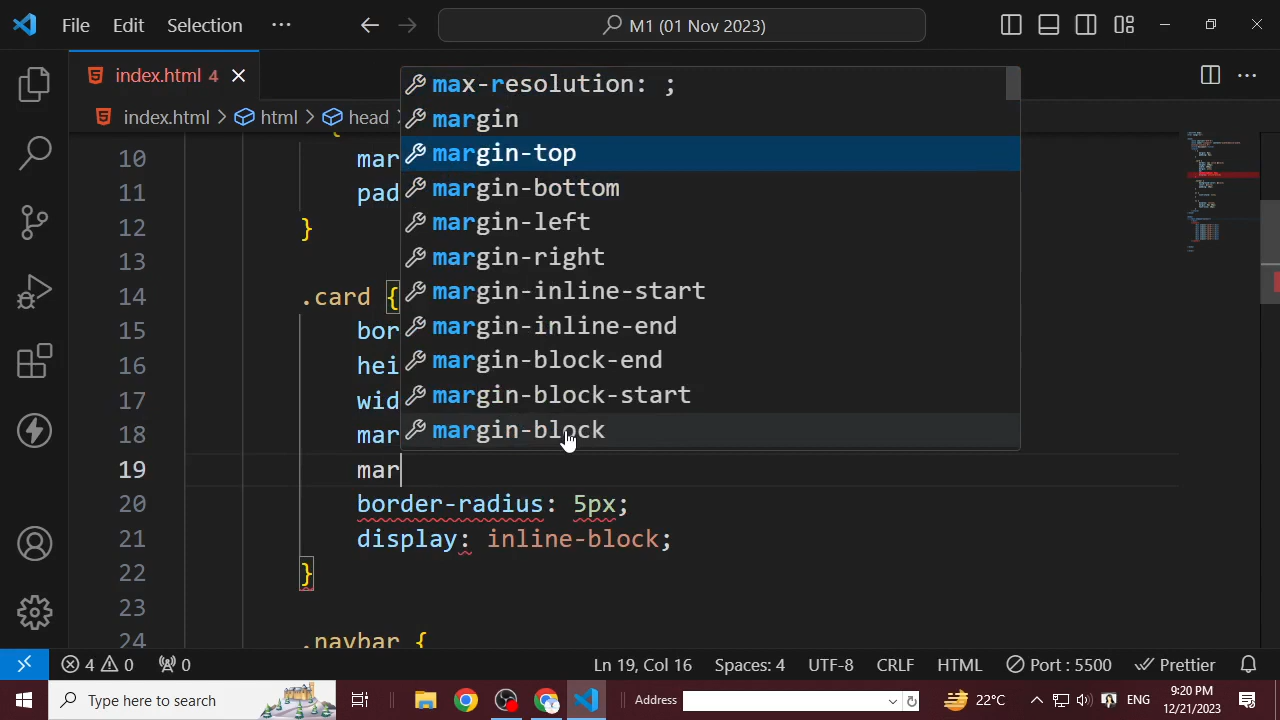 File Edit Selection ··· M1 (01 Nov 2023)
index.html 4
index.html html head
max-resolution: ;
margin
margin-top
margin-bottom
margin-left
margin-right
margin-inline-start
margin-inline-end
margin-block-end
margin-block-start
margin-block
{
10 mar
11 pad
12 }
13
14 .card {
15 bor
16 hei
17 wid
18 mar
19 mar
20 border-radius: 5px;
21 display: inline-block;
22 }
23
24 .navbar {
4 0 0 Ln 19, Col 16 Spaces: 4 UTF-8 CRLF HTML Port : 5500 Prettier
Type here to search Address 22°C ENG 9:20 PM
12/21/2023